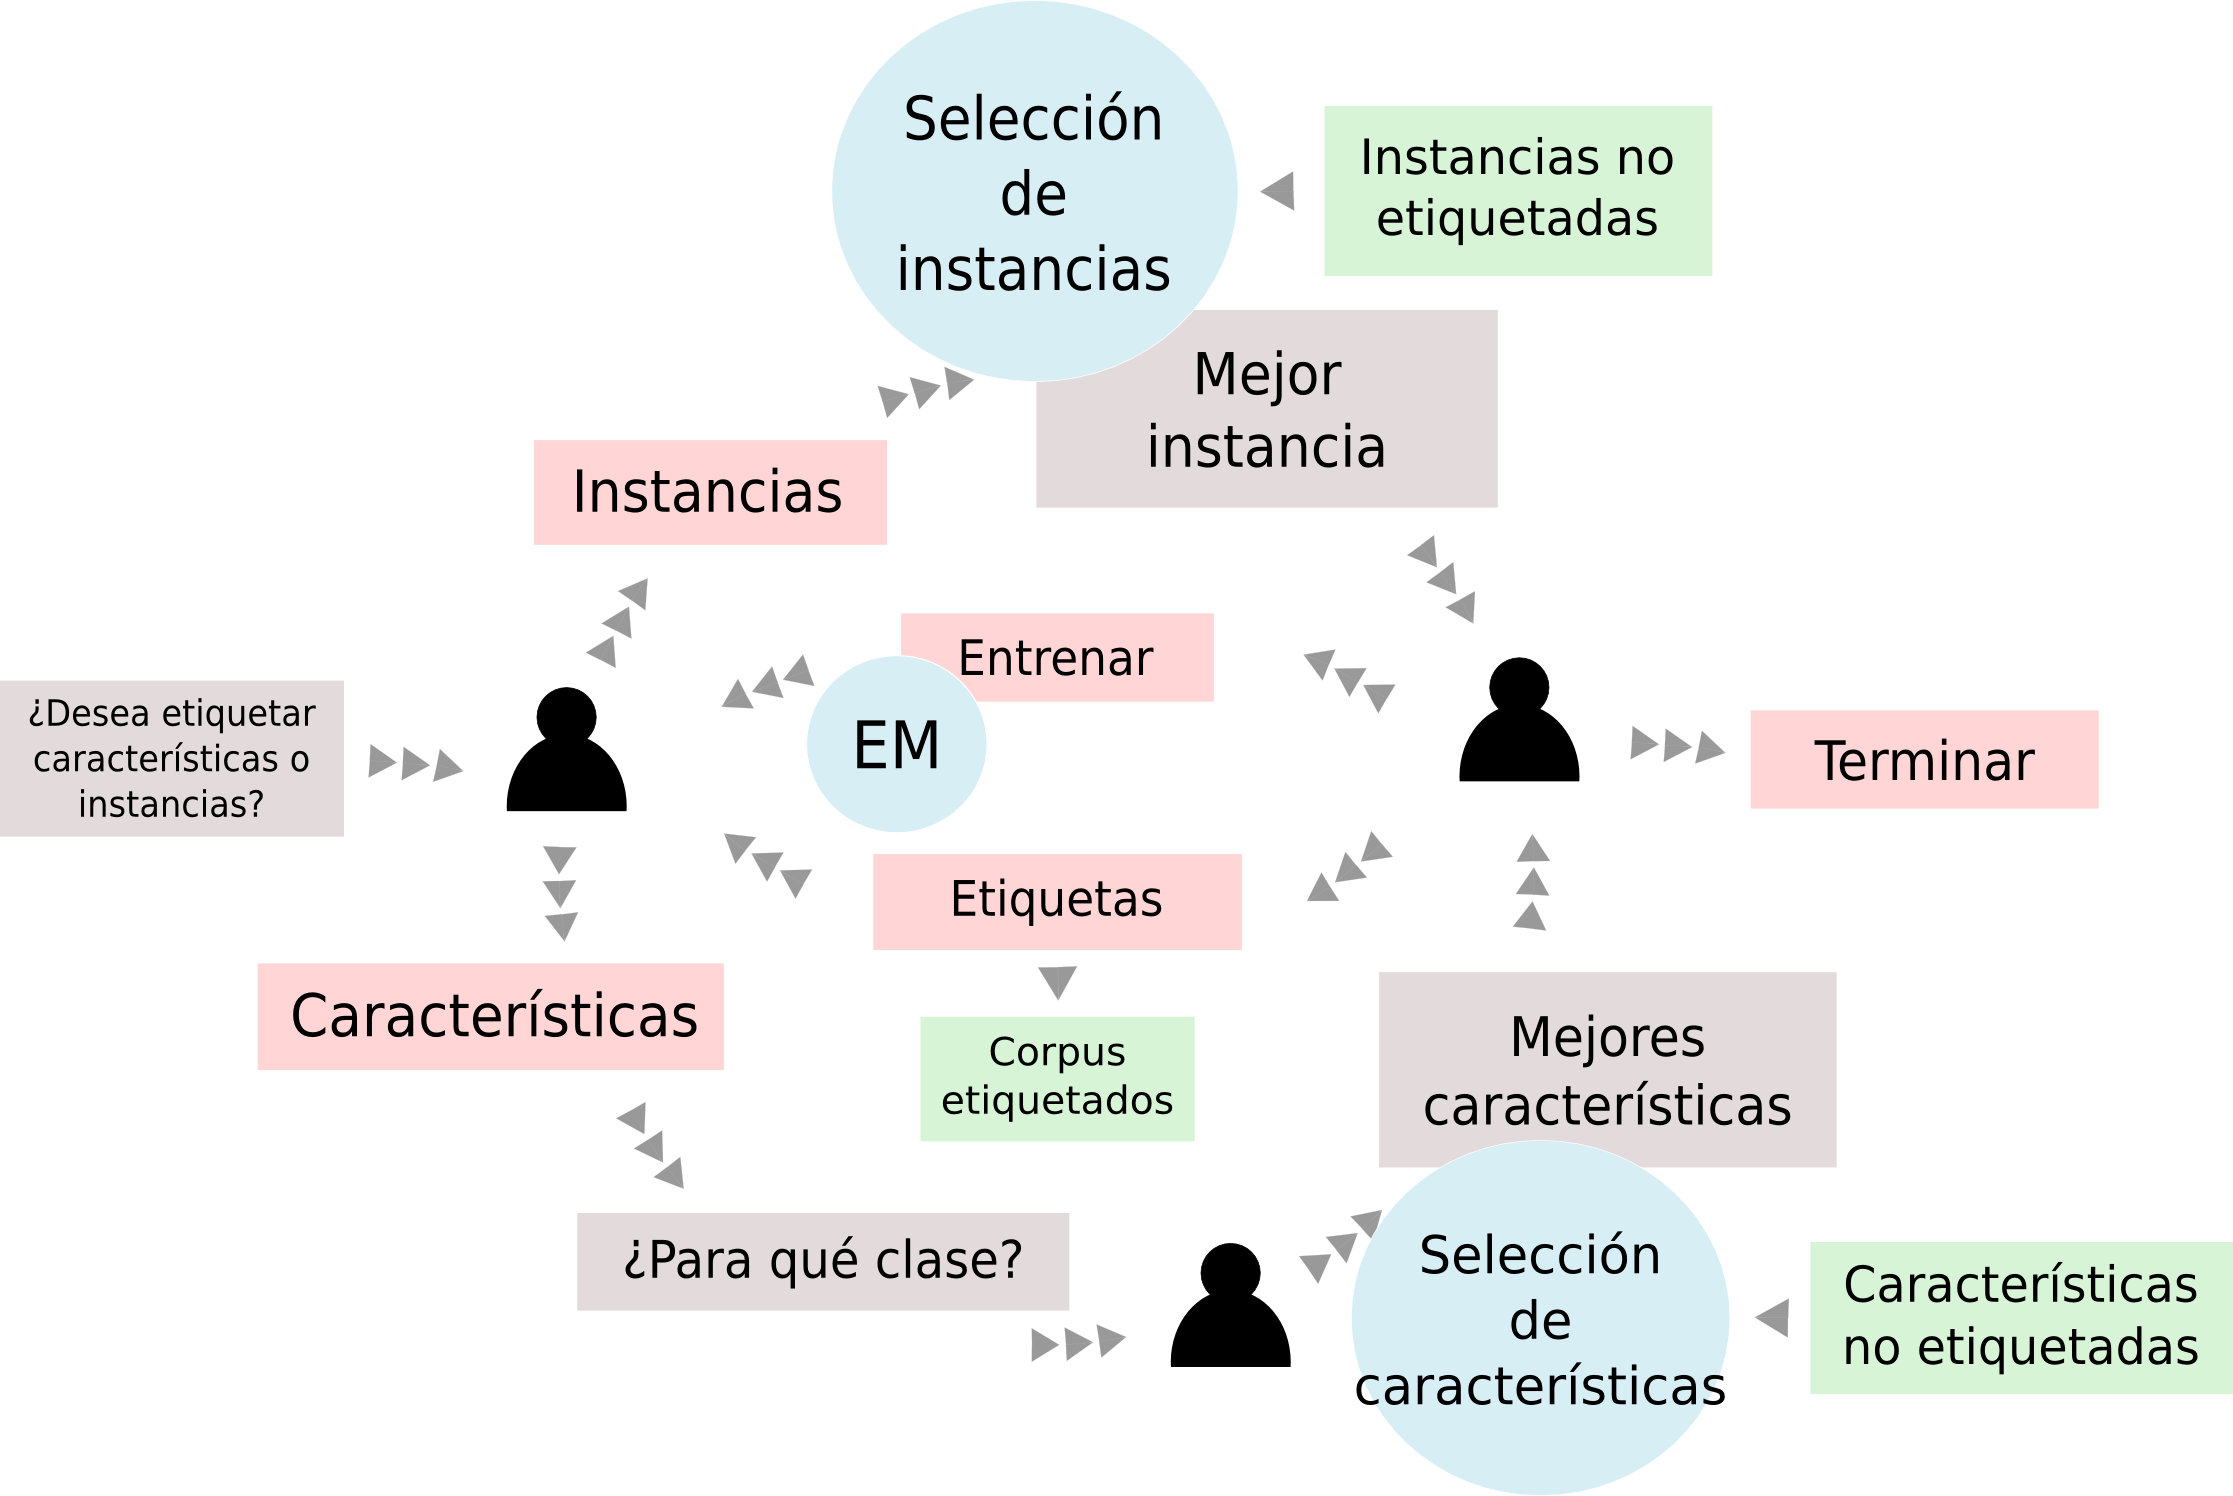 Selección
de
instancias
Instancias no
etiquetadas
Mejor
instancia
Instancias
Entrenar
EM
¿Desea etiquetar
características o
instancias?
Terminar
Etiquetas
Características
Corpus
etiquetados
Mejores
características
¿Para qué clase?
Selección
de
características
Características
no etiquetadas